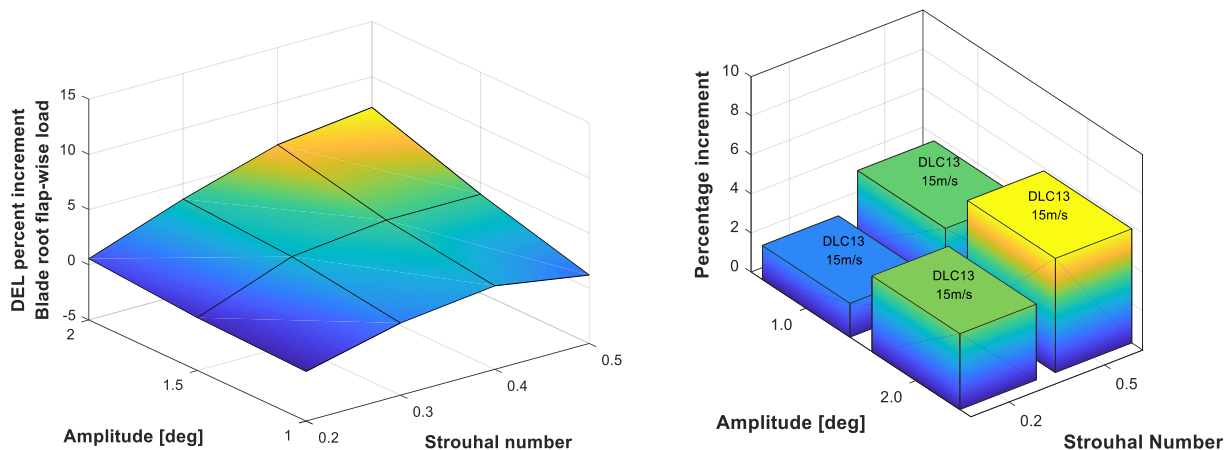 DEL percent increment
Blade root flap-wise load
15
10
5
0
-5
2
1.5
1
Amplitude [deg]
0.2
0.3
0.4
0.5
Strouhal number
Percentage increment
10
8
6
4
2
0
DLC13
15m/s
DLC13
15m/s
DLC13
15m/s
DLC13
15m/s
1.0
2.0
Amplitude [deg]
0.2
0.5
Strouhal Number